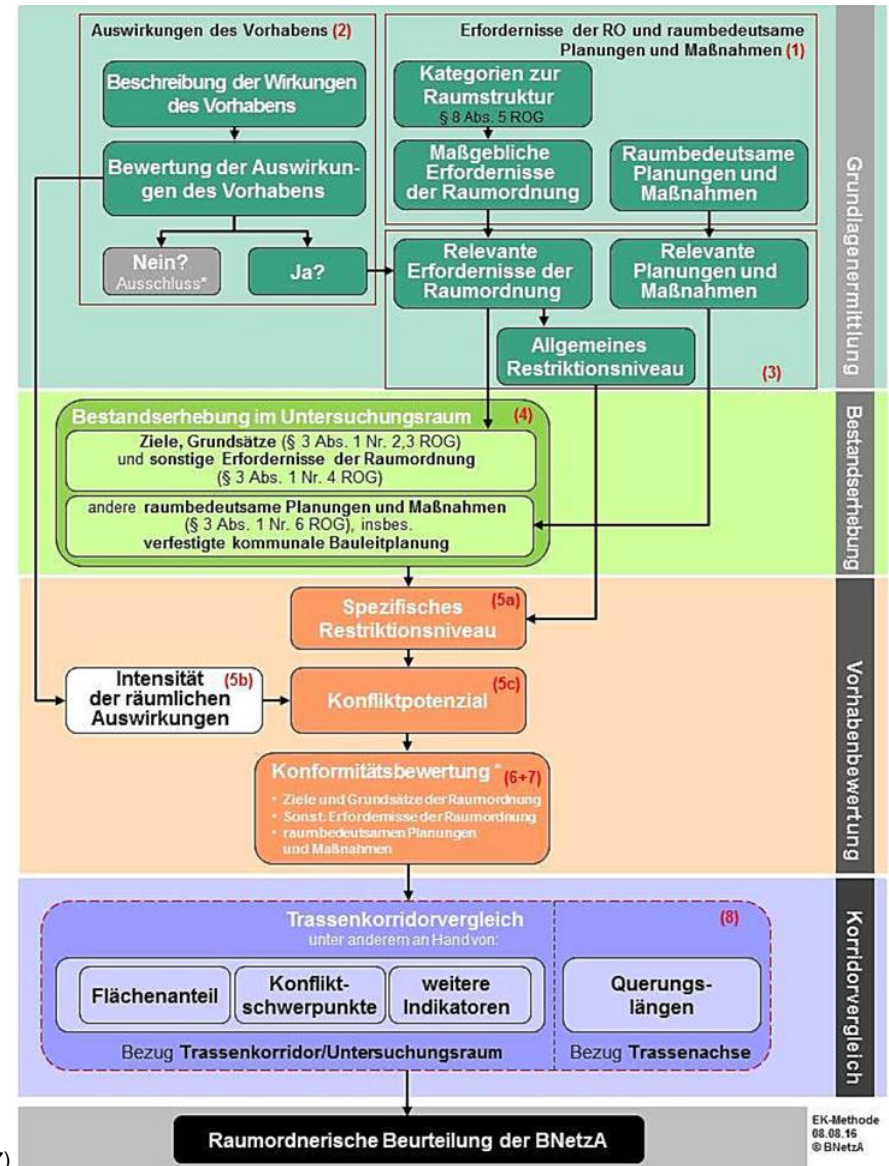 Auswirkungen des Vorhabens (2)
Erfordernisse der RO und raumbedeutsame
Planungen und Maßnahmen (1)
Beschreibung der Wirkungen
des Vorhabens
Kategorien zur
Raumstruktur
§ 8 Abs. 5 ROG
Bewertung der Auswirkun-
gen des Vorhabens
Maßgebliche
Erfordernisse
der Raumordnung
Raumbedeutsame
Planungen und
Maßnahmen
Nein?
Ausschluss*
Ja?
Relevante
Erfordernisse der
Raumordnung
Relevante
Planungen und
Maßnahmen
Allgemeines
Restriktionsniveau
(3)
Grundlagenermittlung
Bestandserhebung im Untersuchungsraum (4)
Ziele, Grundsätze (§ 3 Abs. 1 Nr. 2,3 ROG)
und sonstige Erfordernisse der Raumordnung
(§ 3 Abs. 1 Nr. 4 ROG)
andere raumbedeutsame Planungen und Maßnahmen
(§ 3 Abs. 1 Nr. 6 ROG), insbes.
verfestigte kommunale Bauleitplanung
Bestandserhebung
Spezifisches (5a)
Restriktionsniveau
Intensität (5b)
der räumlichen
Auswirkungen
(5c)
Konfliktpotenzial
Konformitätsbewertung * (6+7)
• Ziele und Grundsätze der Raumordnung
• Sonst. Erfordernisse der Raumordnung
• raumbedeutsamen Planungen
und Maßnahmen
Vorhabenbewertung
Trassenkorridorvergleich (8)
unter anderem an Hand von:
Flächenanteil
Konflikt-
schwerpunkte
weitere
Indikatoren
Querungs-
längen
Bezug Trassenkorridor/Untersuchungsraum
Bezug Trassenachse
Korridorvergleich
Raumordnerische Beurteilung der BNetzA
EK-Methode
08.08.16
© BNetzA